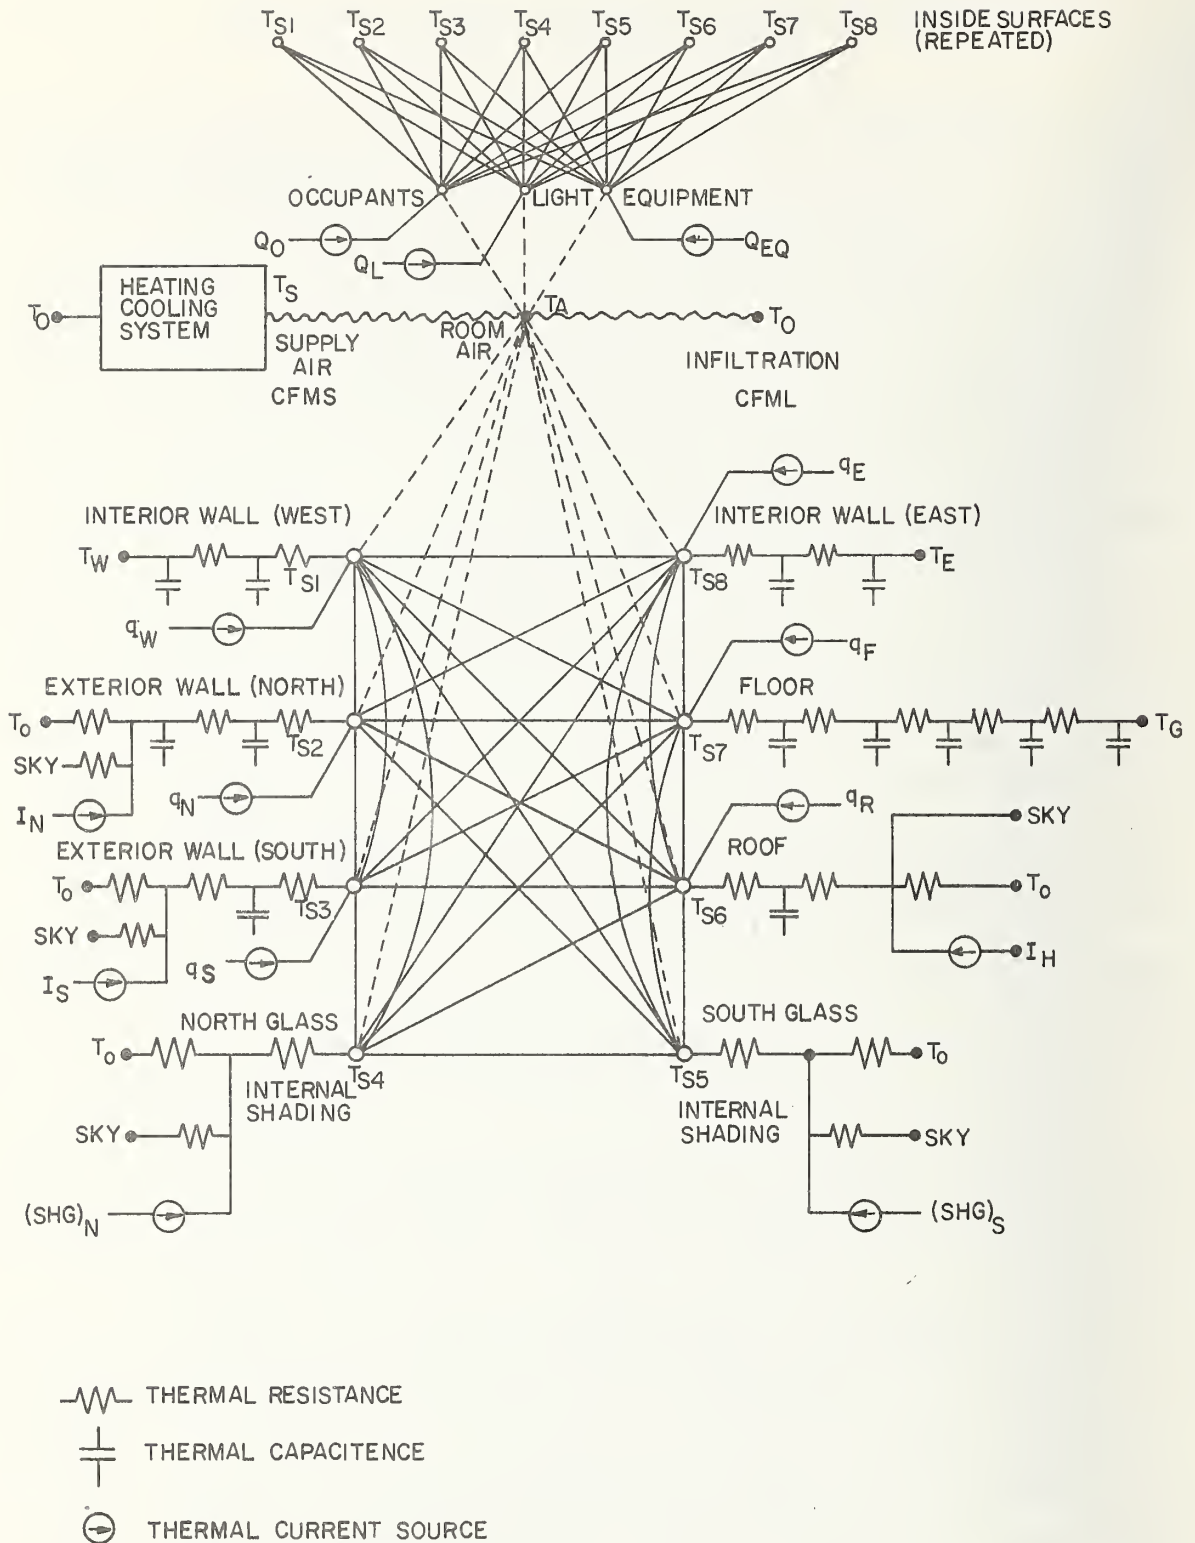 TS1 TS2 TS3 TS4 TS5 TS6 TS7 TS8 INSIDE SURFACES
(REPEATED)
OCCUPANTS LIGHT EQUIPMENT
QO QL QEQ
HEATING
COOLING
SYSTEM
TO TS TA TO
SUPPLY
AIR
CFMS
ROOM
AIR
INFILTRATION
CFML
qE
INTERIOR WALL (WEST) INTERIOR WALL (EAST)
TW TS1 TS8 TE
qW qF
EXTERIOR WALL (NORTH) FLOOR
TO TS2 TS7 TG
SKY
qN qR
IN SKY
EXTERIOR WALL (SOUTH) ROOF
TO TS3 TS6 TO
SKY
qS
IS IH
NORTH GLASS SOUTH GLASS
TO TS4 TS5 TO
INTERNAL
SHADING
INTERNAL
SHADING
SKY SKY
(SHG)N (SHG)S
THERMAL RESISTANCE
THERMAL CAPACITENCE
THERMAL CURRENT SOURCE